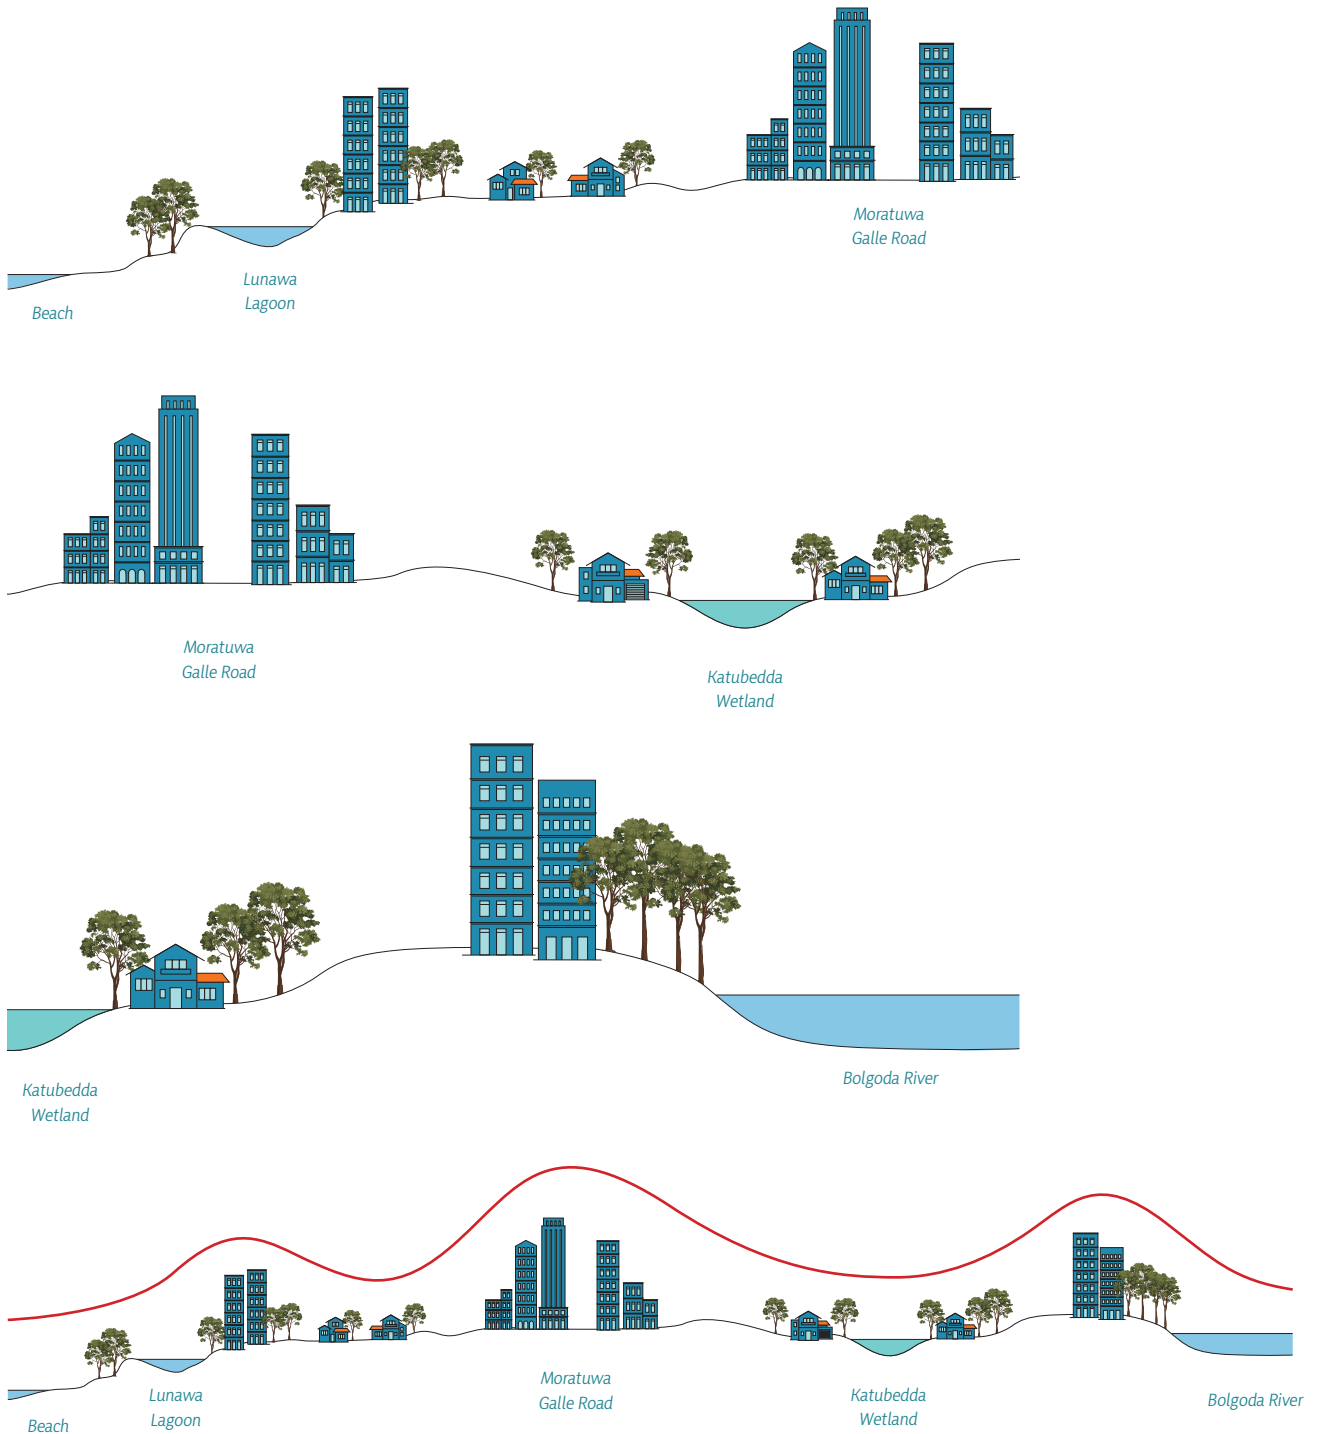 Moratuwa
Galle Road
Lunawa
Lagoon
Beach
Moratuwa
Galle Road
Katubedda
Wetland
Katubedda
Wetland
Bolgoda River
Moratuwa
Galle Road
Lunawa
Lagoon
Katubedda
Wetland
Bolgoda River
Beach